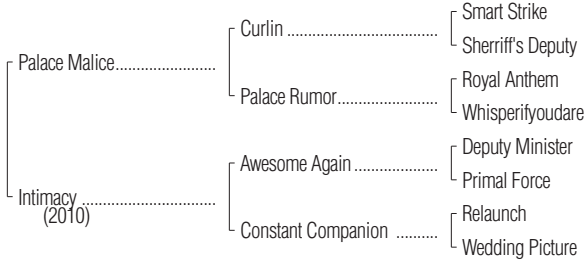 Smart Strike
Curlin ...................................
Sherriff's Deputy
Palace Malice.......................
Royal Anthem
Palace Rumor.......................
Whisperifyoudare
Deputy Minister
Awesome Again ...................
Primal Force
Intimacy ...............................
(2010)
Relaunch
Constant Companion ..........
Wedding Picture